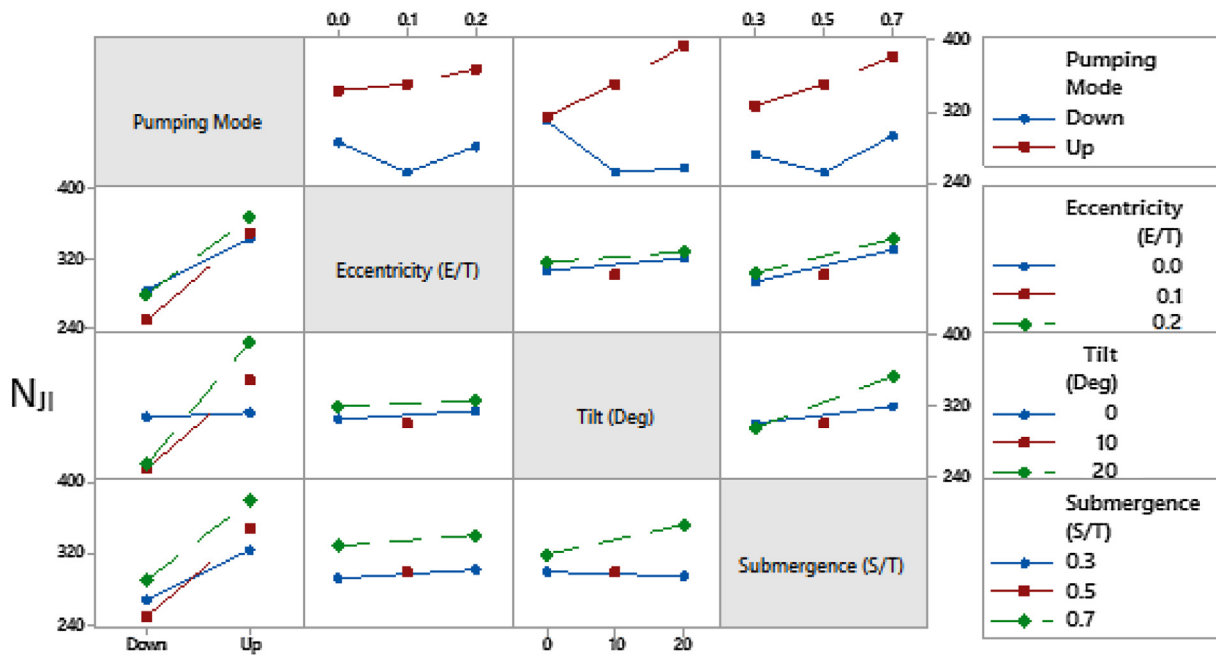 0.0 0.1 0.2 0.3 0.5 0.7
400
320
240
Pumping Mode
Pumping
Mode
Down
Up
400
320
240
Eccentricity (E/T)
Eccentricity
(E/T)
0.0
0.1
0.2
400
320
240
Tilt (Deg)
Tilt
(Deg)
0
10
20
NJI
400
320
240
Submergence (S/T)
Submergence
(S/T)
0.3
0.5
0.7
Down Up 0 10 20